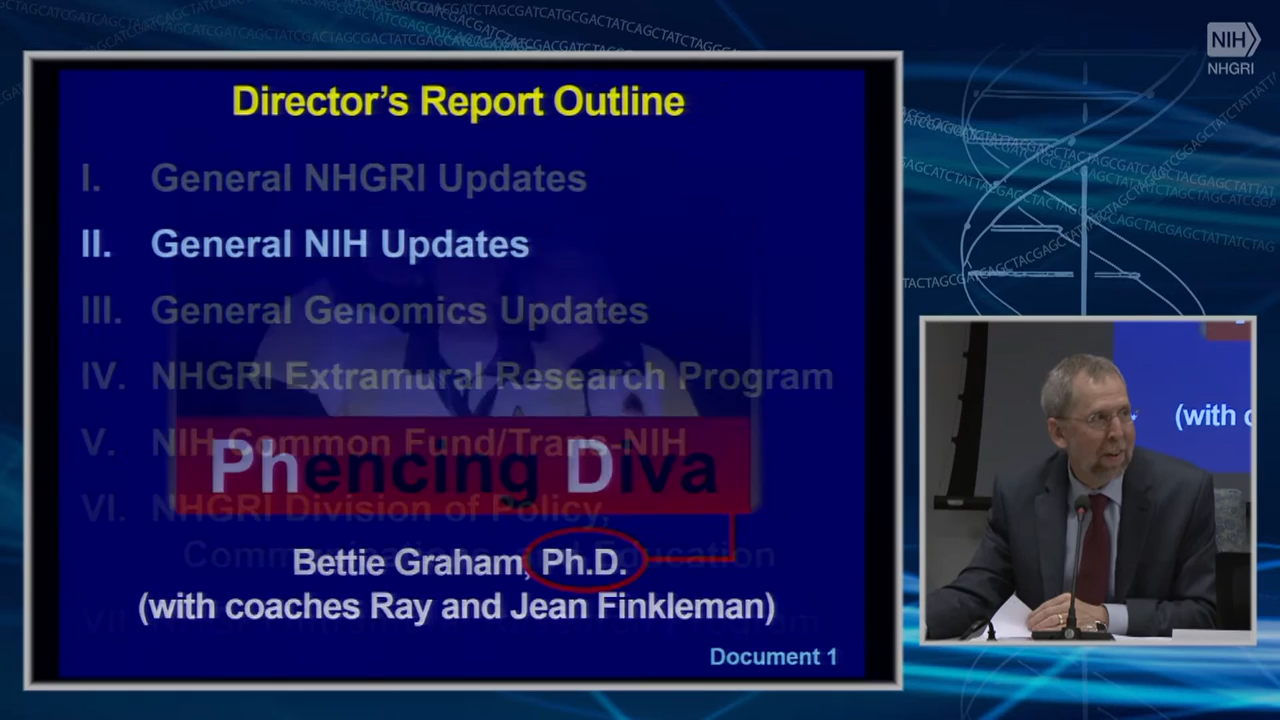 NIH
NHGRI
Director's Report Outline
I. General NHGRI Updates
II. General NIH Updates
III. General Genomics Updates
IV. NHGRI Extramural Research Program
V. NIH Common Fund/Trans-NIH
Phencing Diva
VI. NHGRI Division of Policy,
Education
Bettie Graham, Ph.D.
(with coaches Ray and Jean Finkleman)
VII.
Document 1
(with c